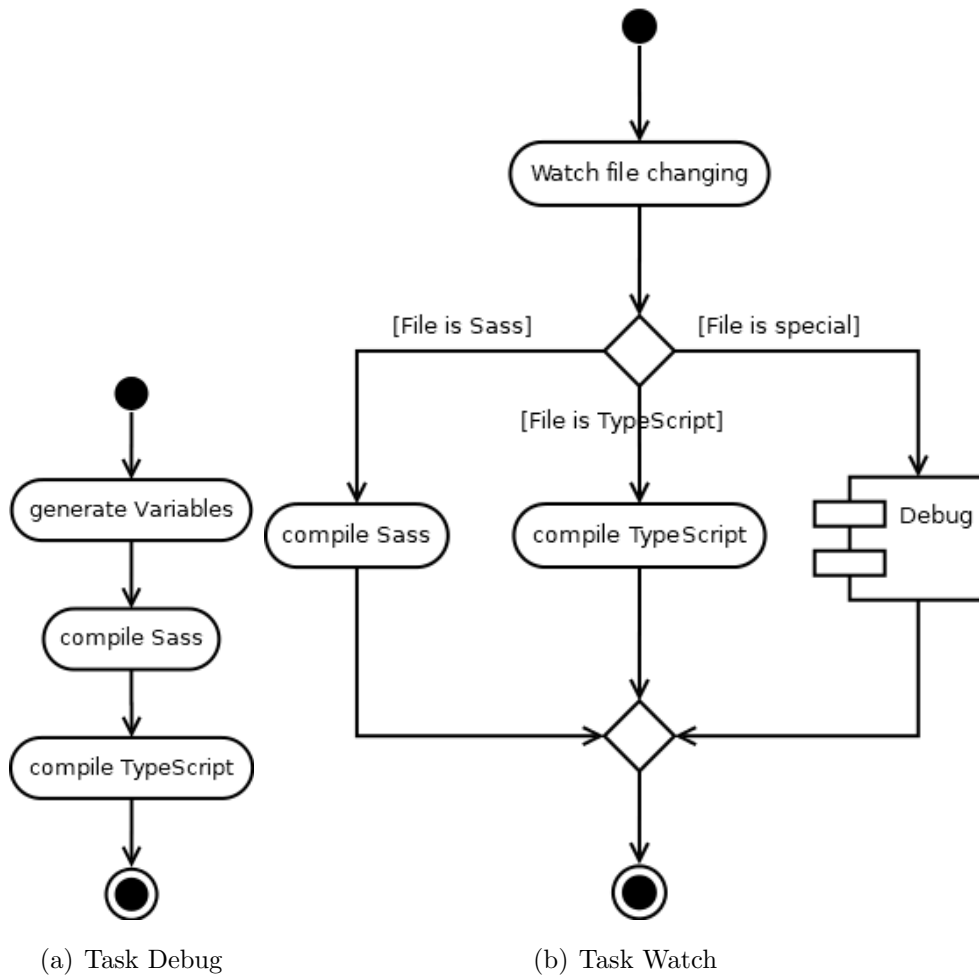 Watch file changing
[File is Sass]
[File is special]
[File is TypeScript]
generate Variables
compile Sass
compile TypeScript
Debug
compile Sass
compile TypeScript
(a) Task Debug
(b) Task Watch